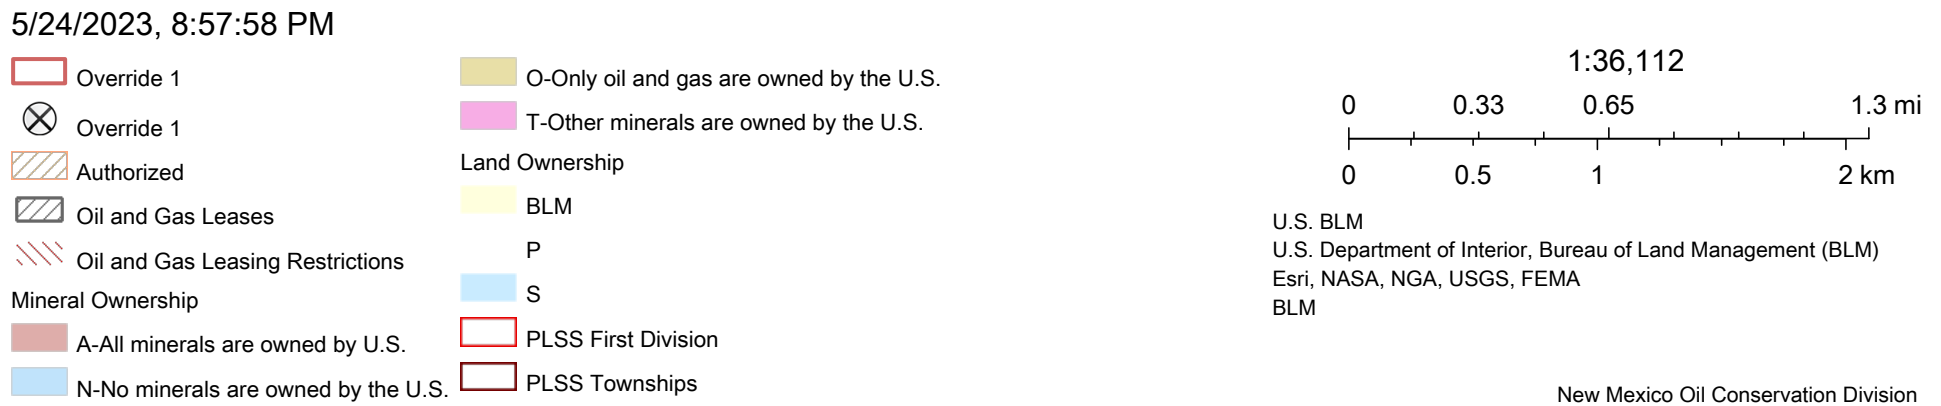 5/24/2023, 8:57:58 PM
Override 1
Override 1
Authorized
Oil and Gas Leases
Oil and Gas Leasing Restrictions
Mineral Ownership
A-All minerals are owned by U.S.
N-No minerals are owned by the U.S.
O-Only oil and gas are owned by the U.S.
T-Other minerals are owned by the U.S.
Land Ownership
BLM
P
S
PLSS First Division
PLSS Townships
1:36,112
0 0.33 0.65 1.3 mi
0 0.5 1 2 km
U.S. BLM
U.S. Department of Interior, Bureau of Land Management (BLM)
Esri, NASA, NGA, USGS, FEMA
BLM
New Mexico Oil Conservation Division